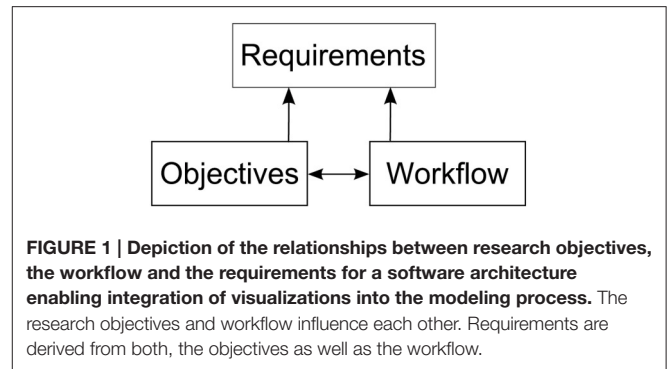 Requirements
Objectives
Workflow
FIGURE 1 | Depiction of the relationships between research objectives,
the workflow and the requirements for a software architecture
enabling integration of visualizations into the modeling process. The
research objectives and workflow influence each other. Requirements are
derived from both, the objectives as well as the workflow.